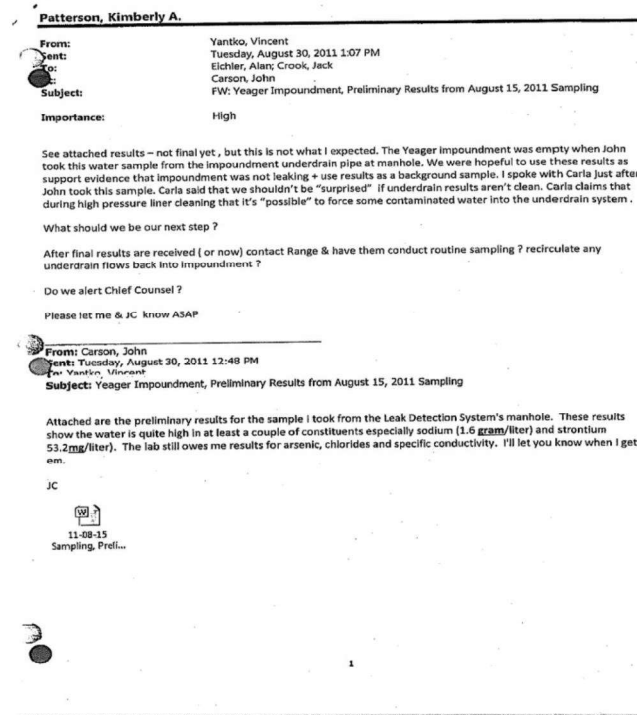 Patterson, Kimberly A.
From: Yantko, Vincent
Sent: Tuesday, August 30, 2011 1:07 PM
To: Eichler, Alan; Crook, Jack
Carson, John
Subject: FW: Yeager Impoundment, Preliminary Results from August 15, 2011 Sampling
Importance: High
See attached results – not final yet , but this is not what I expected. The Yeager impoundment was empty when John
took this water sample from the impoundment underdrain pipe at manhole. We were hopeful to use these results as
support evidence that impoundment was not leaking + use results as a background sample. I spoke with Carla just after
John took this sample. Carla said that we shouldn't be "surprised" if underdrain results aren't clean. Carla claims that
during high pressure liner cleaning that it's "possible" to force some contaminated water into the underdrain system .
What should we be our next step ?
After final results are received ( or now) contact Range & have them conduct routine sampling ? recirculate any
underdrain flows back into impoundment ?
Do we alert Chief Counsel ?
Please let me & JC know ASAP
From: Carson, John
Sent: Tuesday, August 30, 2011 12:48 PM
To: Yantko, Vincent
Subject: Yeager Impoundment, Preliminary Results from August 15, 2011 Sampling
Attached are the preliminary results for the sample I took from the Leak Detection System's manhole. These results
show the water is quite high in at least a couple of constituents especially sodium (1.6 gram/liter) and strontium
53.2mg/liter). The lab still owes me results for arsenic, chlorides and specific conductivity. I'll let you know when I get
em.
JC
11-08-15
Sampling, Preli...
1